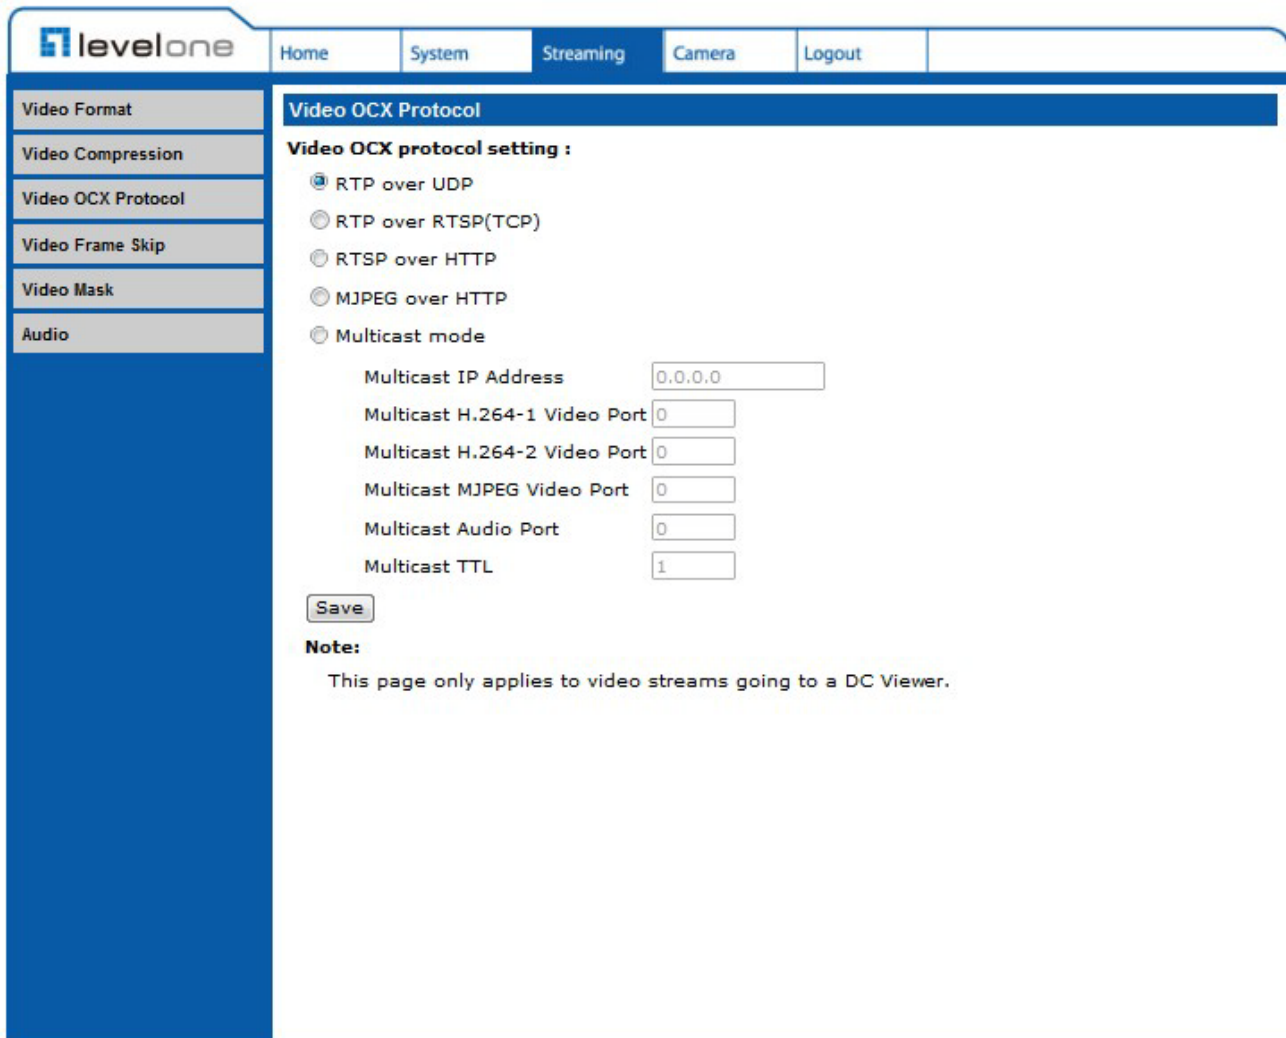 levelone
Home System Streaming Camera Logout
Video Format
Video Compression
Video OCX Protocol
Video Frame Skip
Video Mask
Audio
Video OCX Protocol
Video OCX protocol setting :
RTP over UDP
RTP over RTSP(TCP)
RTSP over HTTP
MJPEG over HTTP
Multicast mode
Multicast IP Address 0.0.0.0
Multicast H.264-1 Video Port 0
Multicast H.264-2 Video Port 0
Multicast MJPEG Video Port 0
Multicast Audio Port 0
Multicast TTL 1
Save
Note:
This page only applies to video streams going to a DC Viewer.